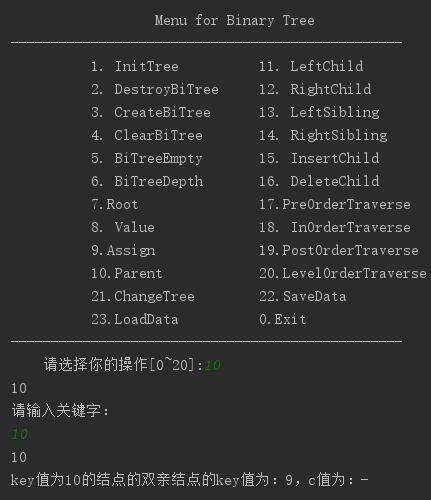 Menu for Binary Tree
-------------------------------------------------
1. InitTree 11. LeftChild
2. DestroyBiTree 12. RightChild
3. CreateBiTree 13. LeftSibling
4. ClearBiTree 14. RightSibling
5. BiTreeEmpty 15. InsertChild
6. BiTreeDepth 16. DeleteChild
7.Root 17.PreOrderTraverse
8. Value 18. InOrderTraverse
9.Assign 19.PostOrderTraverse
10.Parent 20.LevelOrderTraverse
21.ChangeTree 22.SaveData
23.LoadData 0.Exit
-------------------------------------------------
请选择你的操作[0~20]:10
10
请输入关键字:
10
10
key值为10的结点的双亲结点的key值为：9，c值为：-